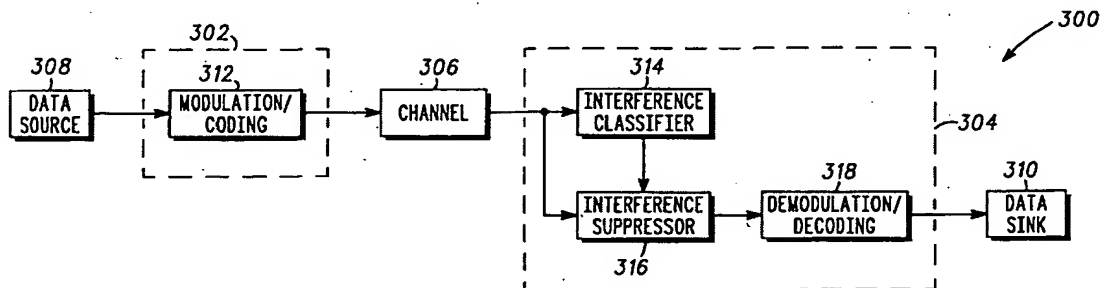 300
302
308
312
306
314
DATA
SOURCE
MODULATION/
CODING
CHANNEL
INTERFERENCE
CLASSIFIER
304
318
310
INTERFERENCE
SUPPRESSOR
DEMODULATION/
DECODING
DATA
SINK
316